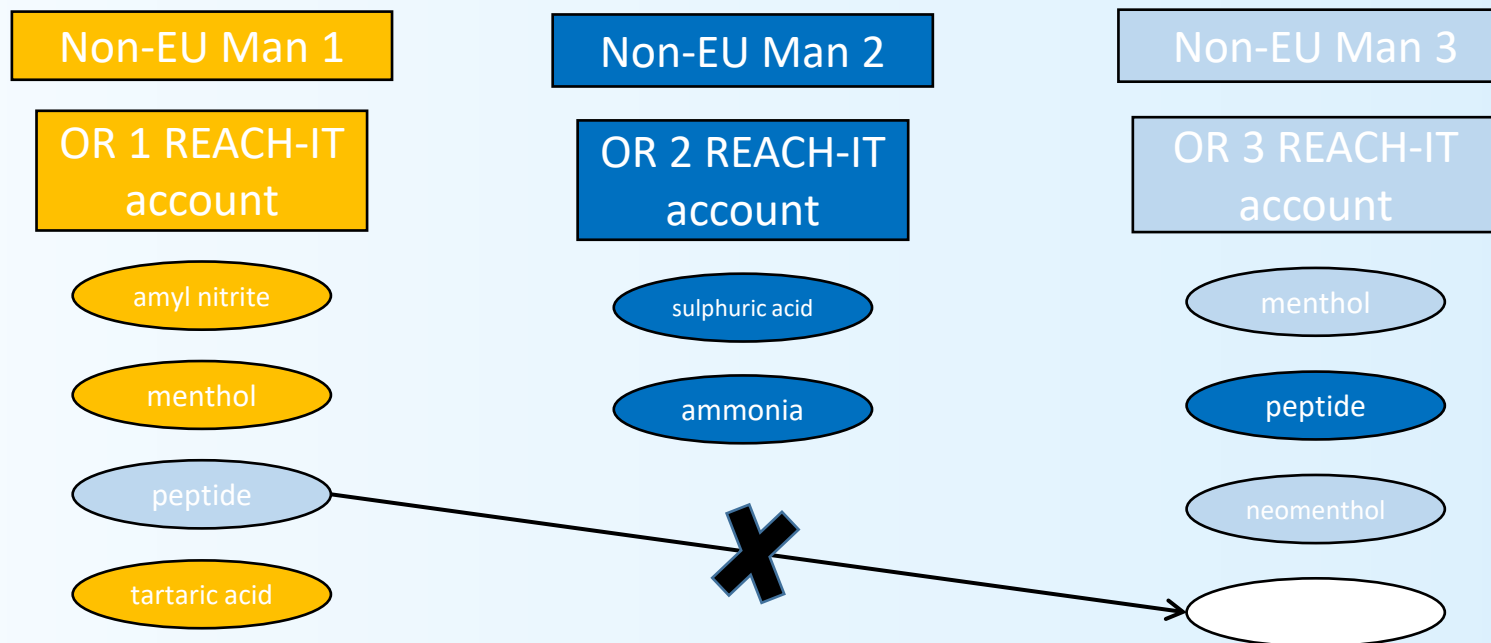 Non-EU Man 1
OR 1 REACH-IT
account
amyl nitrite
menthol
peptide
tartaric acid
Non-EU Man 2
OR 2 REACH-IT
account
sulphuric acid
ammonia
Non-EU Man 3
OR 3 REACH-IT
account
menthol
peptide
neomenthol